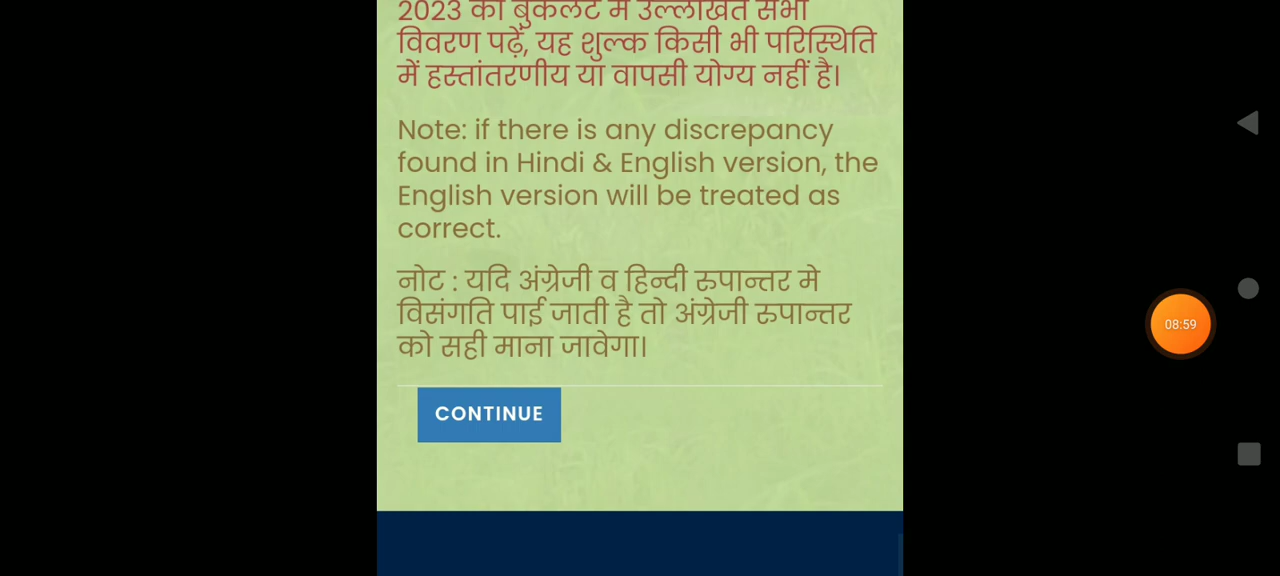 2023 की बुकलेट में उल्लेखित सभी
विवरण पढ़ें, यह शुल्क किसी भी परिस्थिति
में हस्तांतरणीय या वापसी योग्य नहीं है।
Note: if there is any discrepancy
found in Hindi & English version, the
English version will be treated as
correct.
नोट : यदि अंग्रेजी व हिन्दी रुपान्तर मे
विसंगति पाई जाती है तो अंग्रेजी रुपान्तर
को सही माना जावेगा।
CONTINUE
08:59